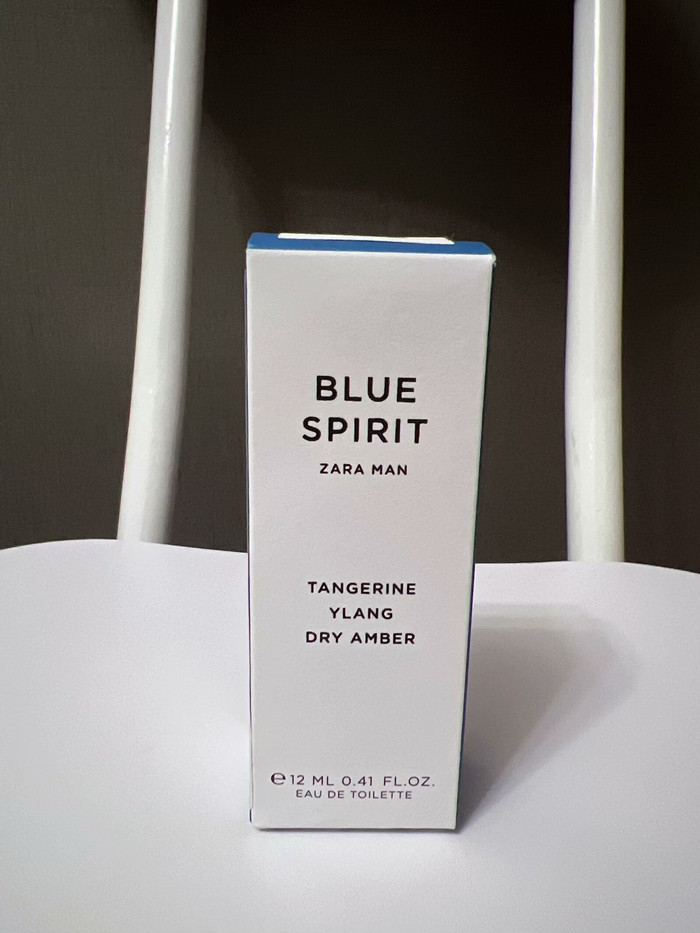 BLUE
SPIRIT
ZARA MAN
TANGERINE
YLANG
DRY AMBER
℮12 ML 0.41 FL.OZ.
EAU DE TOILETTE